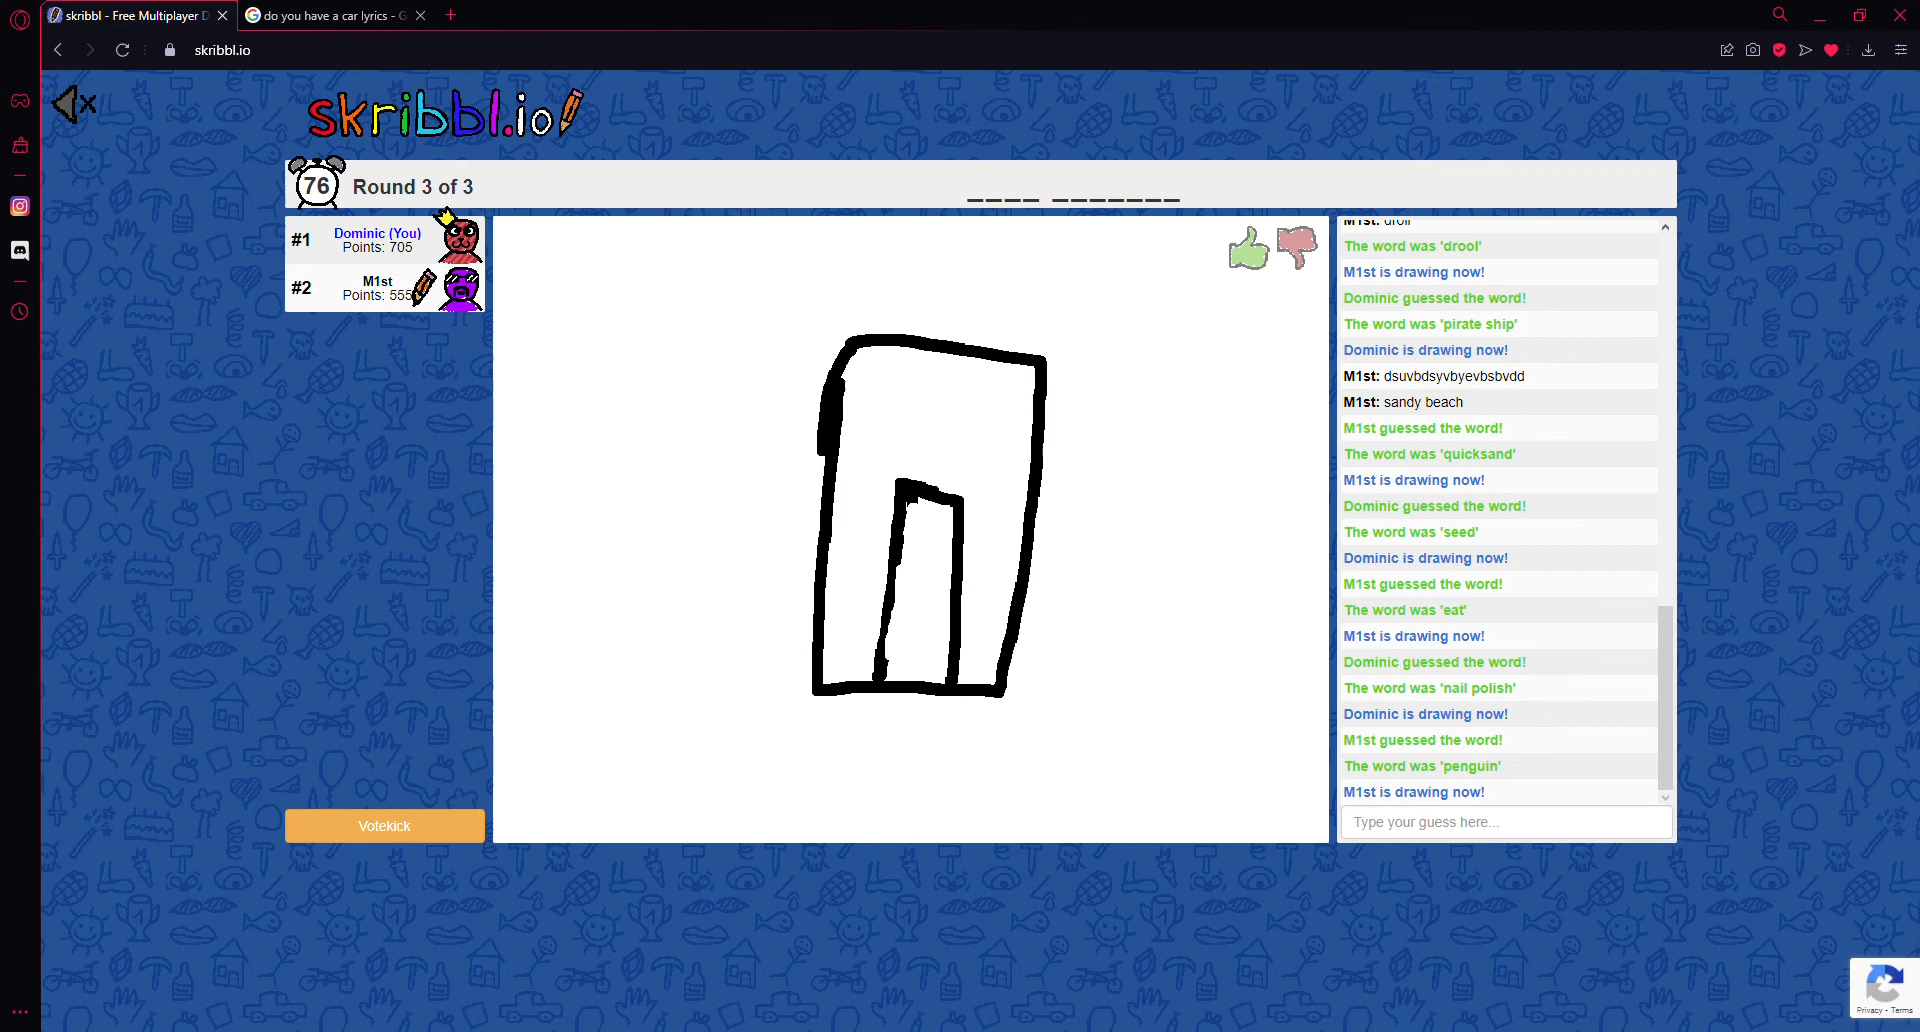 skribbl - Free Multiplayer D
do you have a car lyrics - G
skribbl.io
skribbl.io
76
Round 3 of 3
____ _______
#1
Dominic (You)
Points: 705
#2
M1st
Points: 555
Votekick
M1st: droll
The word was 'drool'
M1st is drawing now!
Dominic guessed the word!
The word was 'pirate ship'
Dominic is drawing now!
M1st: dsuvbdsyvbyevbsbvdd
M1st: sandy beach
M1st guessed the word!
The word was 'quicksand'
M1st is drawing now!
Dominic guessed the word!
The word was 'seed'
Dominic is drawing now!
M1st guessed the word!
The word was 'eat'
M1st is drawing now!
Dominic guessed the word!
The word was 'nail polish'
Dominic is drawing now!
M1st guessed the word!
The word was 'penguin'
M1st is drawing now!
Type your guess here...
Privacy - Terms